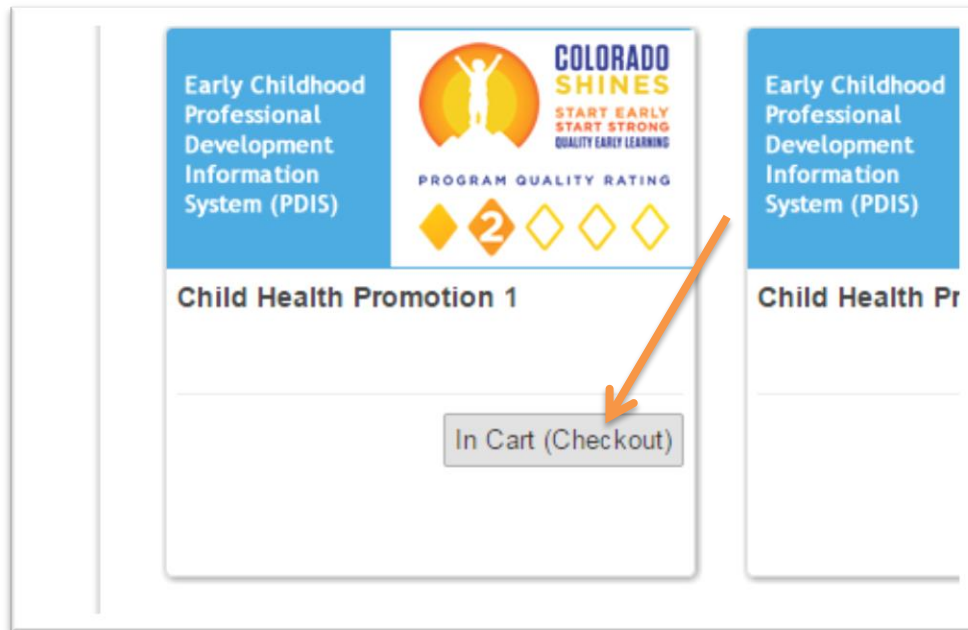 Early Childhood
Professional
Development
Information
System (PDIS)
COLORADO
SHINES
START EARLY
START STRONG
QUALITY EARLY LEARNING
PROGRAM QUALITY RATING
2
Child Health Promotion 1
In Cart (Checkout)
Early Childhood
Professional
Development
Information
System (PDIS)
Child Health Pr